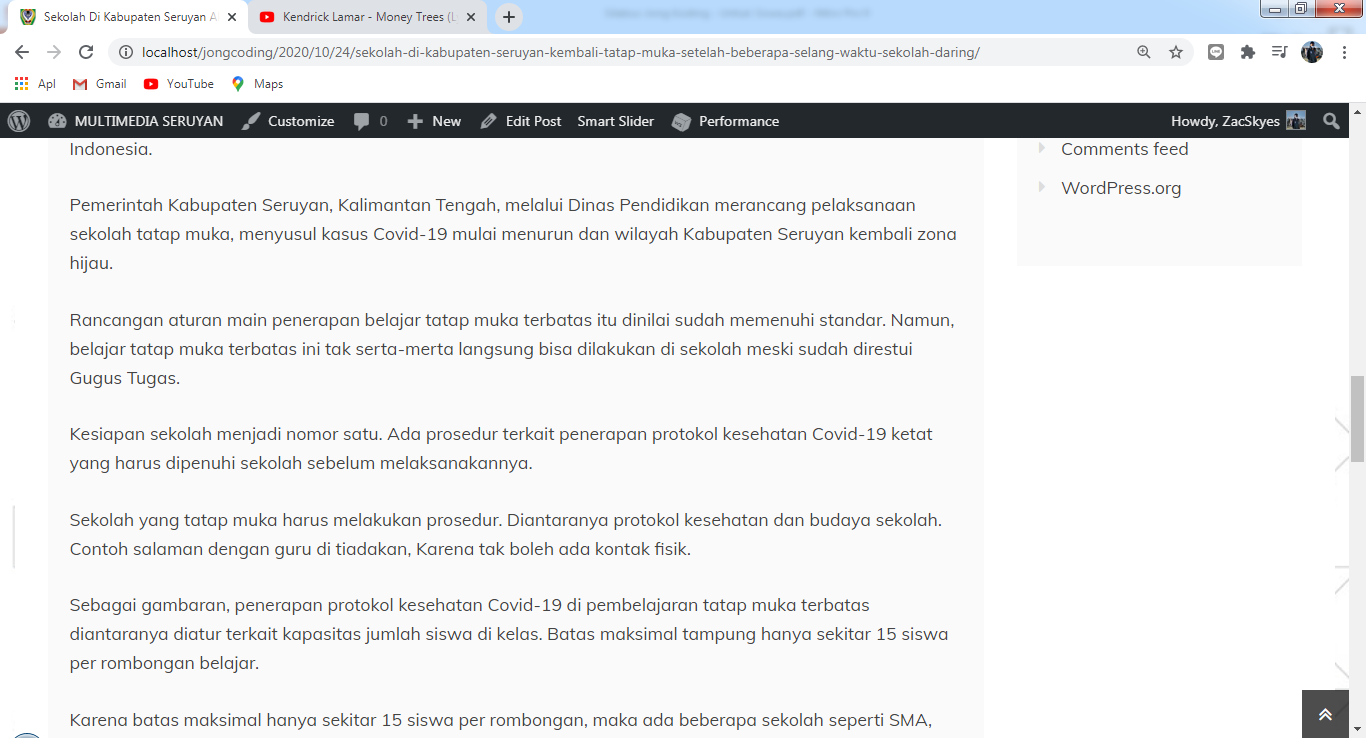 Sekolah Di Kabupaten Seruyan A
Kendrick Lamar - Money Trees (L
localhost/jongcoding/2020/10/24/sekolah-di-kabupaten-seruyan-kembali-tatap-muka-setelah-beberapa-selang-waktu-sekolah-daring/
Apl Gmail YouTube Maps
MULTIMEDIA SERUYAN Customize 0 New Edit Post Smart Slider Performance Howdy, ZacSkyes
Indonesia.
Pemerintah Kabupaten Seruyan, Kalimantan Tengah, melalui Dinas Pendidikan merancang pelaksanaan
sekolah tatap muka, menyusul kasus Covid-19 mulai menurun dan wilayah Kabupaten Seruyan kembali zona
hijau.
Rancangan aturan main penerapan belajar tatap muka terbatas itu dinilai sudah memenuhi standar. Namun,
belajar tatap muka terbatas ini tak serta-merta langsung bisa dilakukan di sekolah meski sudah direstui
Gugus Tugas.
Kesiapan sekolah menjadi nomor satu. Ada prosedur terkait penerapan protokol kesehatan Covid-19 ketat
yang harus dipenuhi sekolah sebelum melaksanakannya.
Sekolah yang tatap muka harus melakukan prosedur. Diantaranya protokol kesehatan dan budaya sekolah.
Contoh salaman dengan guru di tiadakan, Karena tak boleh ada kontak fisik.
Sebagai gambaran, penerapan protokol kesehatan Covid-19 di pembelajaran tatap muka terbatas
diantaranya diatur terkait kapasitas jumlah siswa di kelas. Batas maksimal tampung hanya sekitar 15 siswa
per rombongan belajar.
Karena batas maksimal hanya sekitar 15 siswa per rombongan, maka ada beberapa sekolah seperti SMA,
Comments feed
WordPress.org